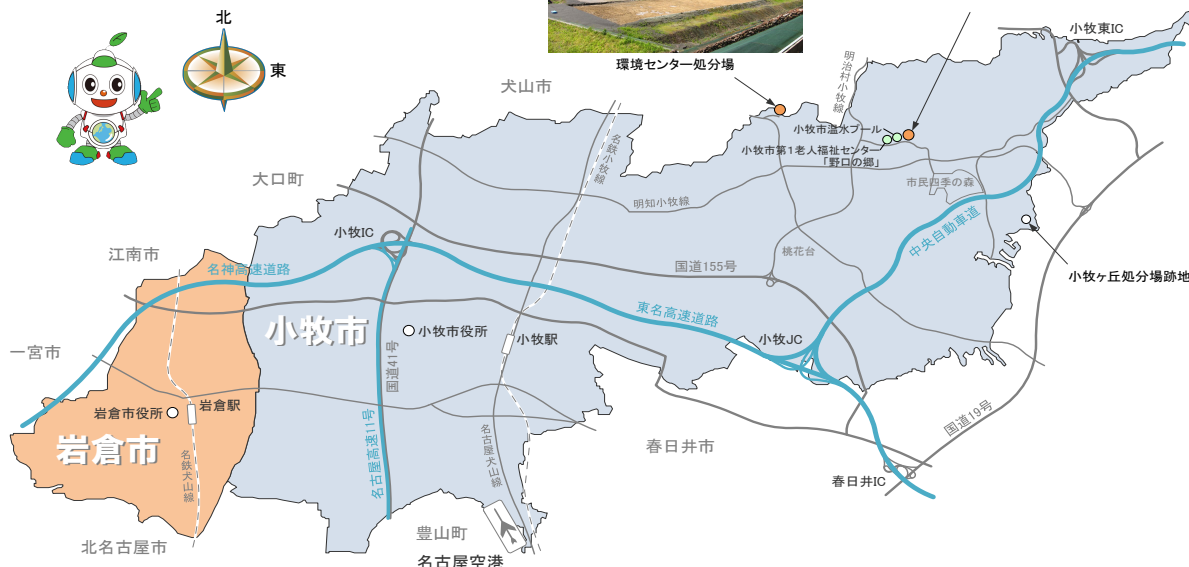 北
東
環境センター処分場
犬山市
明治村小牧線
小牧東IC
小牧市温水プール
小牧市第1老人福祉センター
「野口の郷」
名鉄小牧線
大口町
市民四季の森
明知小牧線
中央自動車道
小牧IC
江南市
名神高速道路
国道155号
桃花台
小牧ヶ丘処分場跡地
東名高速道路
小牧市
小牧市役所
小牧駅
小牧JC
国道41号
一宮市
岩倉市役所
岩倉駅
岩倉市
名鉄犬山線
名古屋高速11号
名古屋犬山線
春日井市
国道19号
春日井IC
豊山町
北名古屋市
名古屋空港